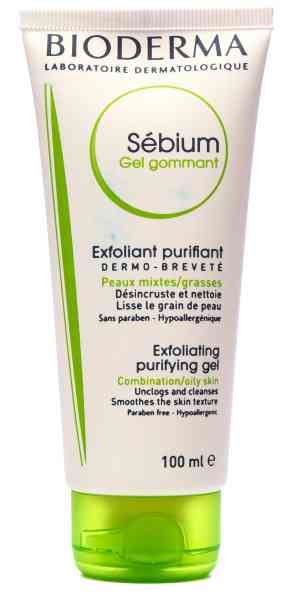 BIODERMA
LABORATOIRE DERMATOLOGIQUE
Sébium
Gel gommant
Exfoliant purifiant
DERMO-BREVETÉ
Peaux mixtes/grasses
Désincruste et nettoie
Lisse le grain de peau
Sans paraben - Hypoallergénique
Exfoliating
purifying gel
Combination/oily skin
Unclogs and cleanses
Smoothes the skin texture
Paraben free - Hypoallergenic
100 ml ℮